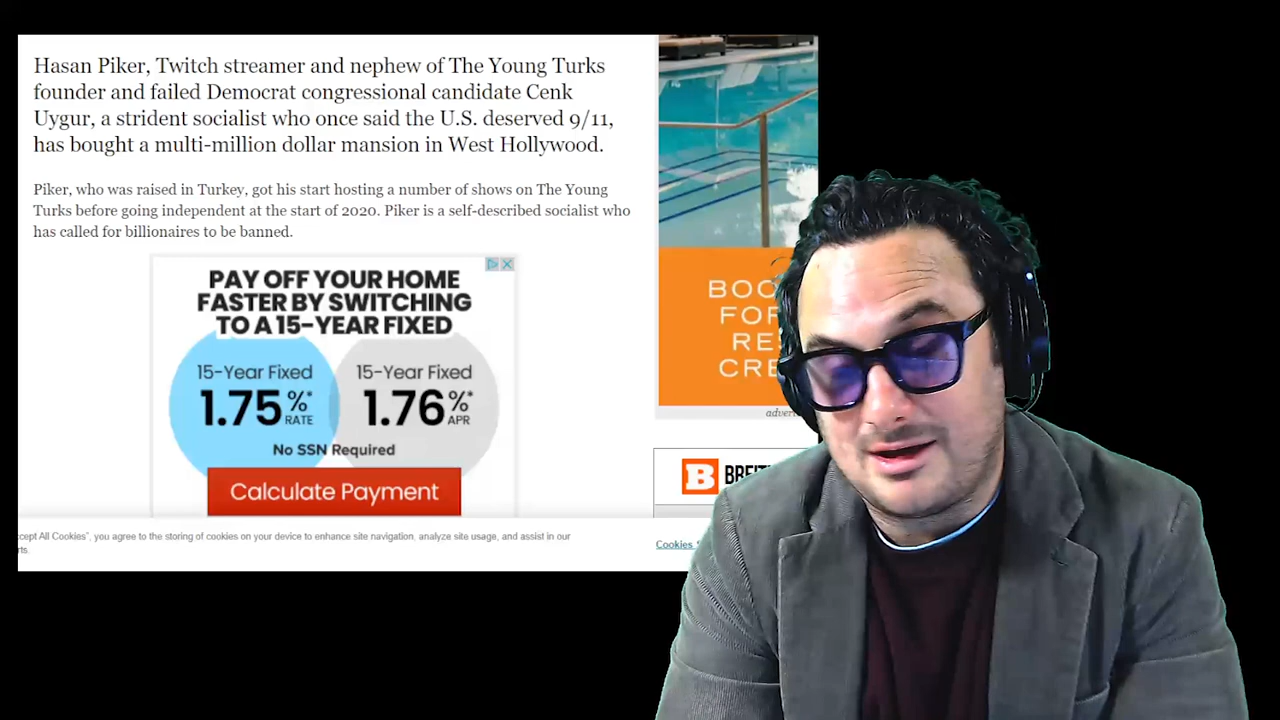 Hasan Piker, Twitch streamer and nephew of The Young Turks
founder and failed Democrat congressional candidate Cenk
Uygur, a strident socialist who once said the U.S. deserved 9/11,
has bought a multi-million dollar mansion in West Hollywood.
Piker, who was raised in Turkey, got his start hosting a number of shows on The Young
Turks before going independent at the start of 2020. Piker is a self-described socialist who
has called for billionaires to be banned.
PAY OFF YOUR HOME
FASTER BY SWITCHING
TO A 15-YEAR FIXED
15-Year Fixed
1.75%*
RATE
15-Year Fixed
1.76%*
APR
No SSN Required
Calculate Payment
Cookies", you agree to the storing of cookies on your device to enhance site navigation, analyze site usage, and assist in our
Cookies
B